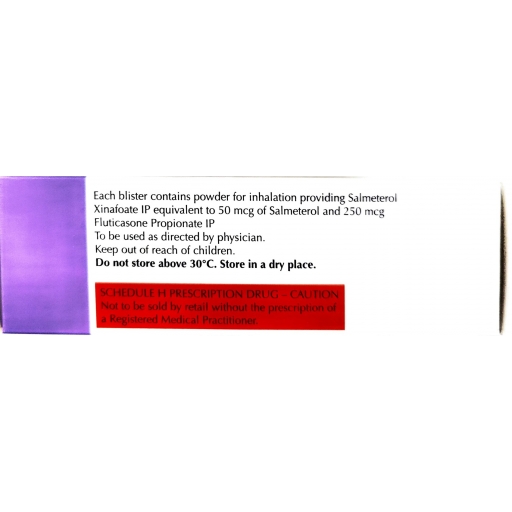 Each blister contains powder for inhalation providing Salmeterol
Xinafoate IP equivalent to 50 mcg of Salmeterol and 250 mcg
Fluticasone Propionate IP
To be used as directed by physician.
Keep out of reach of children.
Do not store above 30°C. Store in a dry place.
SCHEDULE H PRESCRIPTION DRUG – CAUTION
Not to be sold by retail without the prescription of
a Registered Medical Practitioner.